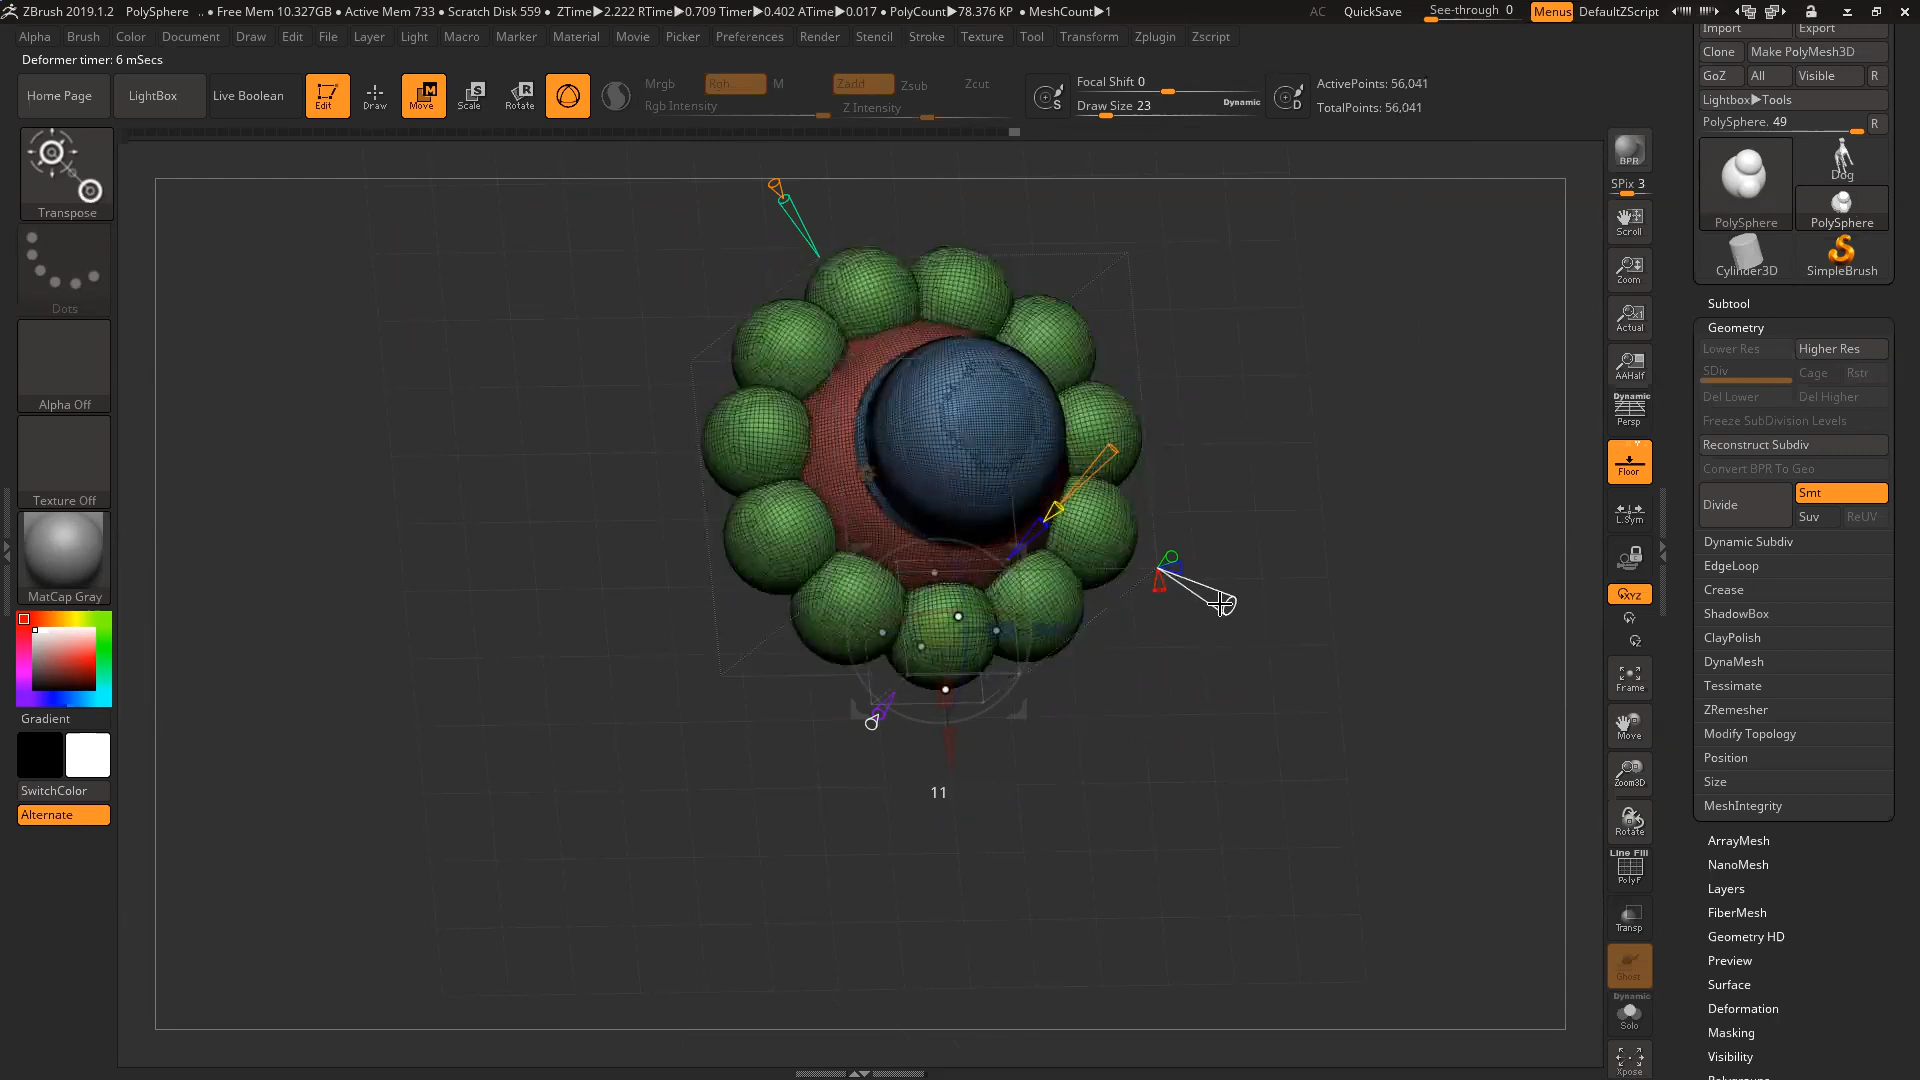 ZBrush 2019.1.2 PolySphere .. • Free Mem 10.327GB • Active Mem 733 • Scratch Disk 559 • ZTime▶2.222 RTime▶0.709 Timer▶0.402 ATime▶0.017 • PolyCount▶78.376 KP • MeshCount▶1 AC QuickSave See-through 0 Menus DefaultZScript
Alpha Brush Color Document Draw Edit File Layer Light Macro Marker Material Movie Picker Preferences Render Stencil Stroke Texture Tool Transform Zplugin Zscript
Deformer timer: 6 mSecs
Home Page LightBox Live Boolean Edit Draw Move Scale Rotate
Mrgb Rgb M Zadd Zsub Zcut
Rgb Intensity Z Intensity
S Focal Shift 0
Draw Size 23 Dynamic
D ActivePoints: 56,041
TotalPoints: 56,041
Transpose
Dots
Alpha Off
Texture Off
MatCap Gray
Gradient
SwitchColor
Alternate
11
BPR
SPix 3
Scroll
Zoom
Actual
AAHalf
Dynamic
Persp
Floor
L.Sym
XYZ
Frame
Move
Zoom3D
Rotate
Line Fill
PolyF
Transp
Ghost
Dynamic
Solo
Xpose
Import Export
Clone Make PolyMesh3D
GoZ All Visible R
Lightbox▶Tools
PolySphere. 49 R
Dog
PolySphere PolySphere
Cylinder3D SimpleBrush
Subtool
Geometry
Lower Res Higher Res
SDiv Cage Rstr
Del Lower Del Higher
Freeze SubDivision Levels
Reconstruct Subdiv
Convert BPR To Geo
Divide Smt
Suv ReUV
Dynamic Subdiv
EdgeLoop
Crease
ShadowBox
ClayPolish
DynaMesh
Tessimate
ZRemesher
Modify Topology
Position
Size
MeshIntegrity
ArrayMesh
NanoMesh
Layers
FiberMesh
Geometry HD
Preview
Surface
Deformation
Masking
Visibility